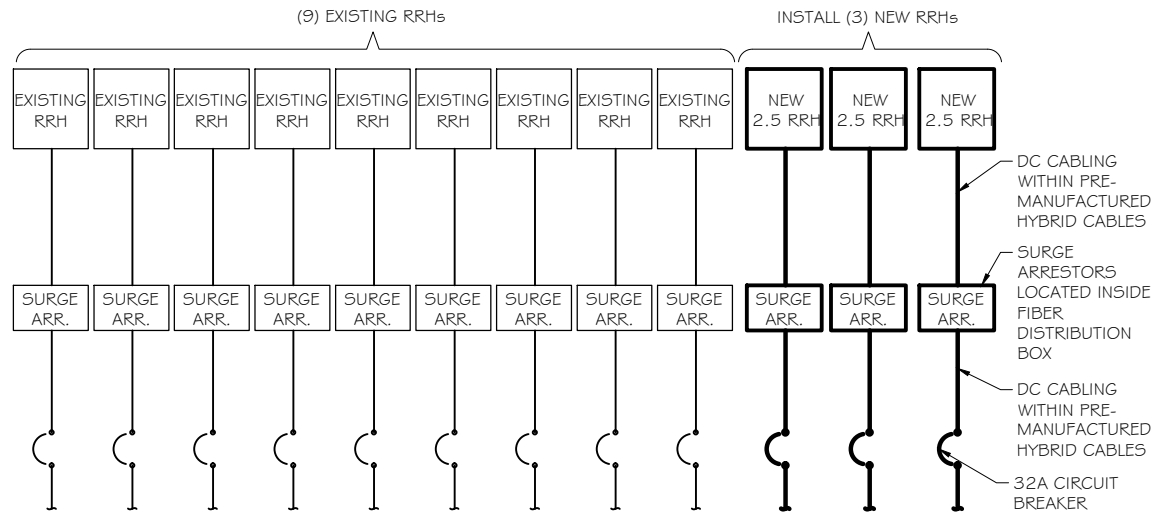 (9) EXISTING RRHs
INSTALL (3) NEW RRHs
EXISTING
RRH
EXISTING
RRH
EXISTING
RRH
EXISTING
RRH
EXISTING
RRH
EXISTING
RRH
EXISTING
RRH
EXISTING
RRH
EXISTING
RRH
NEW
2.5 RRH
NEW
2.5 RRH
NEW
2.5 RRH
DC CABLING
WITHIN PRE-
MANUFACTURED
HYBRID CABLES
SURGE
ARR.
SURGE
ARR.
SURGE
ARR.
SURGE
ARR.
SURGE
ARR.
SURGE
ARR.
SURGE
ARR.
SURGE
ARR.
SURGE
ARR.
SURGE
ARR.
SURGE
ARR.
SURGE
ARR.
SURGE
ARRESTORS
LOCATED INSIDE
FIBER
DISTRIBUTION
BOX
DC CABLING
WITHIN PRE-
MANUFACTURED
HYBRID CABLES
32A CIRCUIT
BREAKER